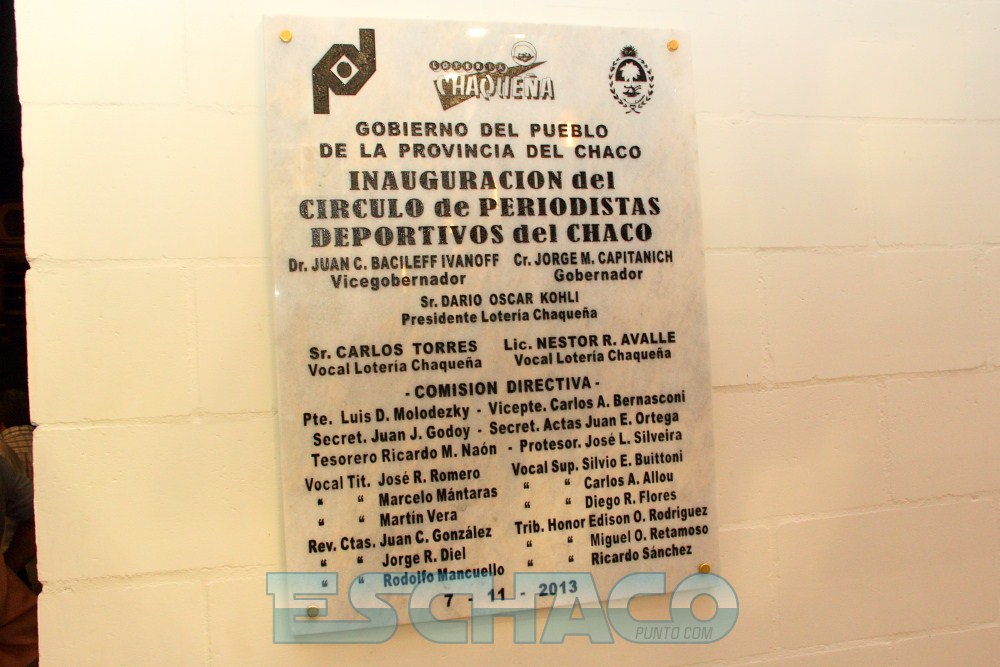 LOTERIA
CHAQUEÑA
GOBIERNO DEL PUEBLO
DE LA PROVINCIA DEL CHACO
INAUGURACION del
CIRCULO de PERIODISTAS
DEPORTIVOS del CHACO
Dr. JUAN C. BACILEFF IVANOFF Cr. JORGE M. CAPITANICH
Vicegobernador Gobernador
Sr. DARIO OSCAR KOHLI
Presidente Lotería Chaqueña
Sr. CARLOS TORRES Lic. NESTOR R. AVALLE
Vocal Lotería Chaqueña Vocal Lotería Chaqueña
- COMISION DIRECTIVA -
Pte. Luis D. Molodezky - Vicepte. Carlos A. Bernasconi
Secret. Juan J. Godoy - Secret. Actas Juan E. Ortega
Tesorero Ricardo M. Naón - Protesor. José L. Silveira
Vocal Tit. José R. Romero Vocal Sup. Silvio E. Buittoni
“ “ Marcelo Mántaras “ “ Carlos A. Allou
“ “ Martín Vera “ “ Diego R. Flores
Rev. Ctas. Juan C. González Trib. Honor Edison O. Rodriguez
“ “ Jorge R. Diel “ “ Miguel O. Retamoso
“ “ Rodolfo Mancuello “ “ Ricardo Sánchez
7 - 11 - 2013
ESCHACO
PUNTO COM